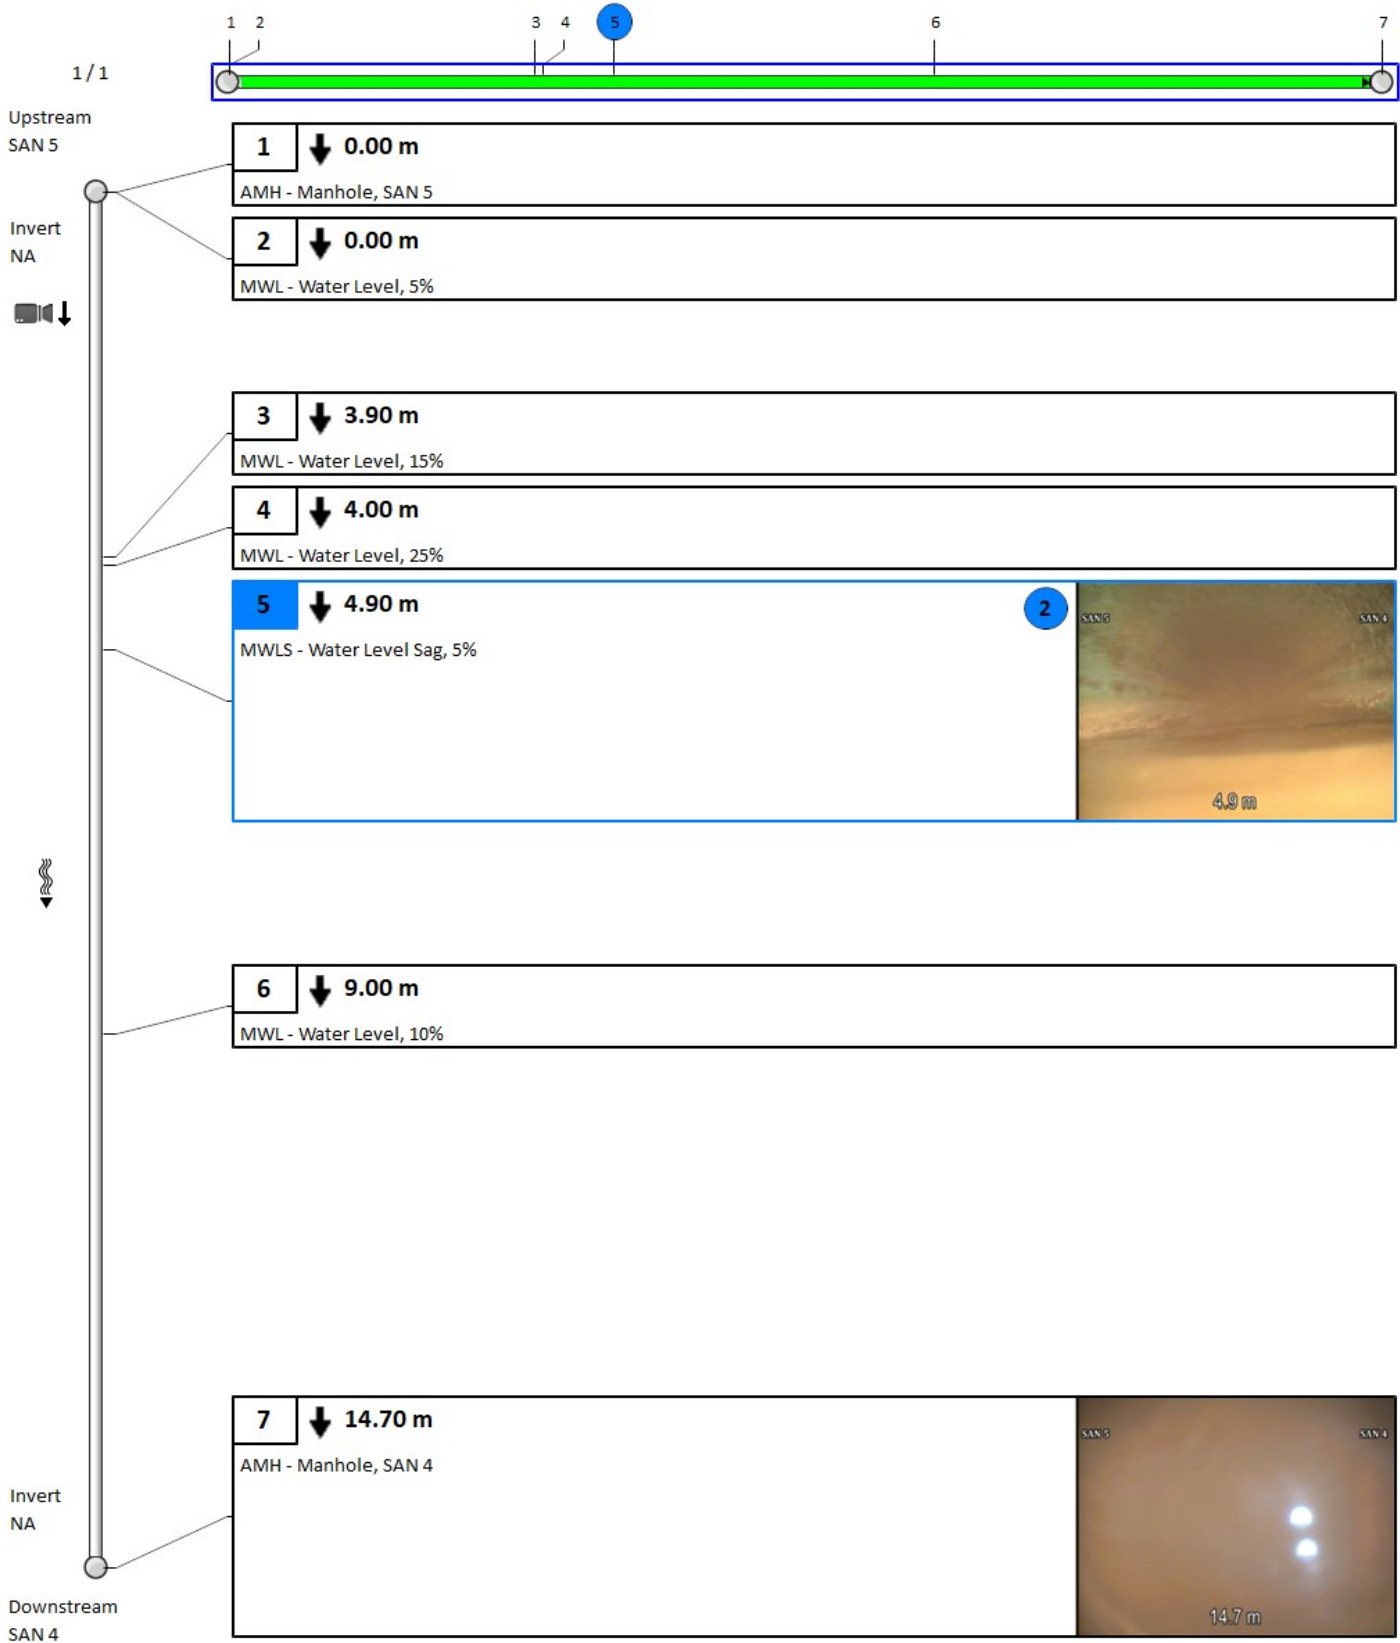 1 2 3 4 5 6 7
1 / 1
Upstream
SAN 5
1 0.00 m
AMH - Manhole, SAN 5
Invert
NA
2 0.00 m
MWL - Water Level, 5%
3 3.90 m
MWL - Water Level, 15%
4 4.00 m
MWL - Water Level, 25%
5 4.90 m 2
MWLS - Water Level Sag, 5%
SAN 5 SAN 4
4.9 m
6 9.00 m
MWL - Water Level, 10%
7 14.70 m
AMH - Manhole, SAN 4
SAN 5 SAN 4
14.7 m
Invert
NA
Downstream
SAN 4